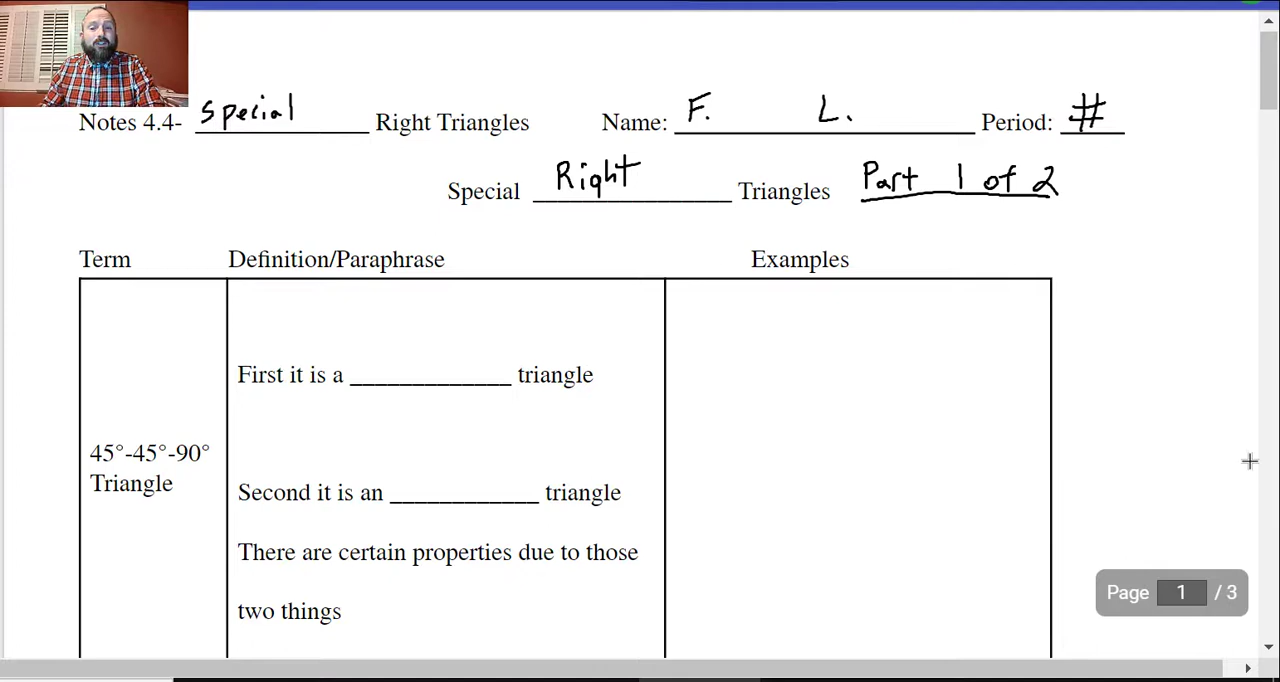 Notes 4.4- special Right Triangles Name: F. L. Period: #
Special Right Triangles Part 1 of 2
Term Definition/Paraphrase Examples
First it is a _____________ triangle
45°-45°-90°
Triangle
Second it is an ____________ triangle
There are certain properties due to those
two things
Page 1 / 3